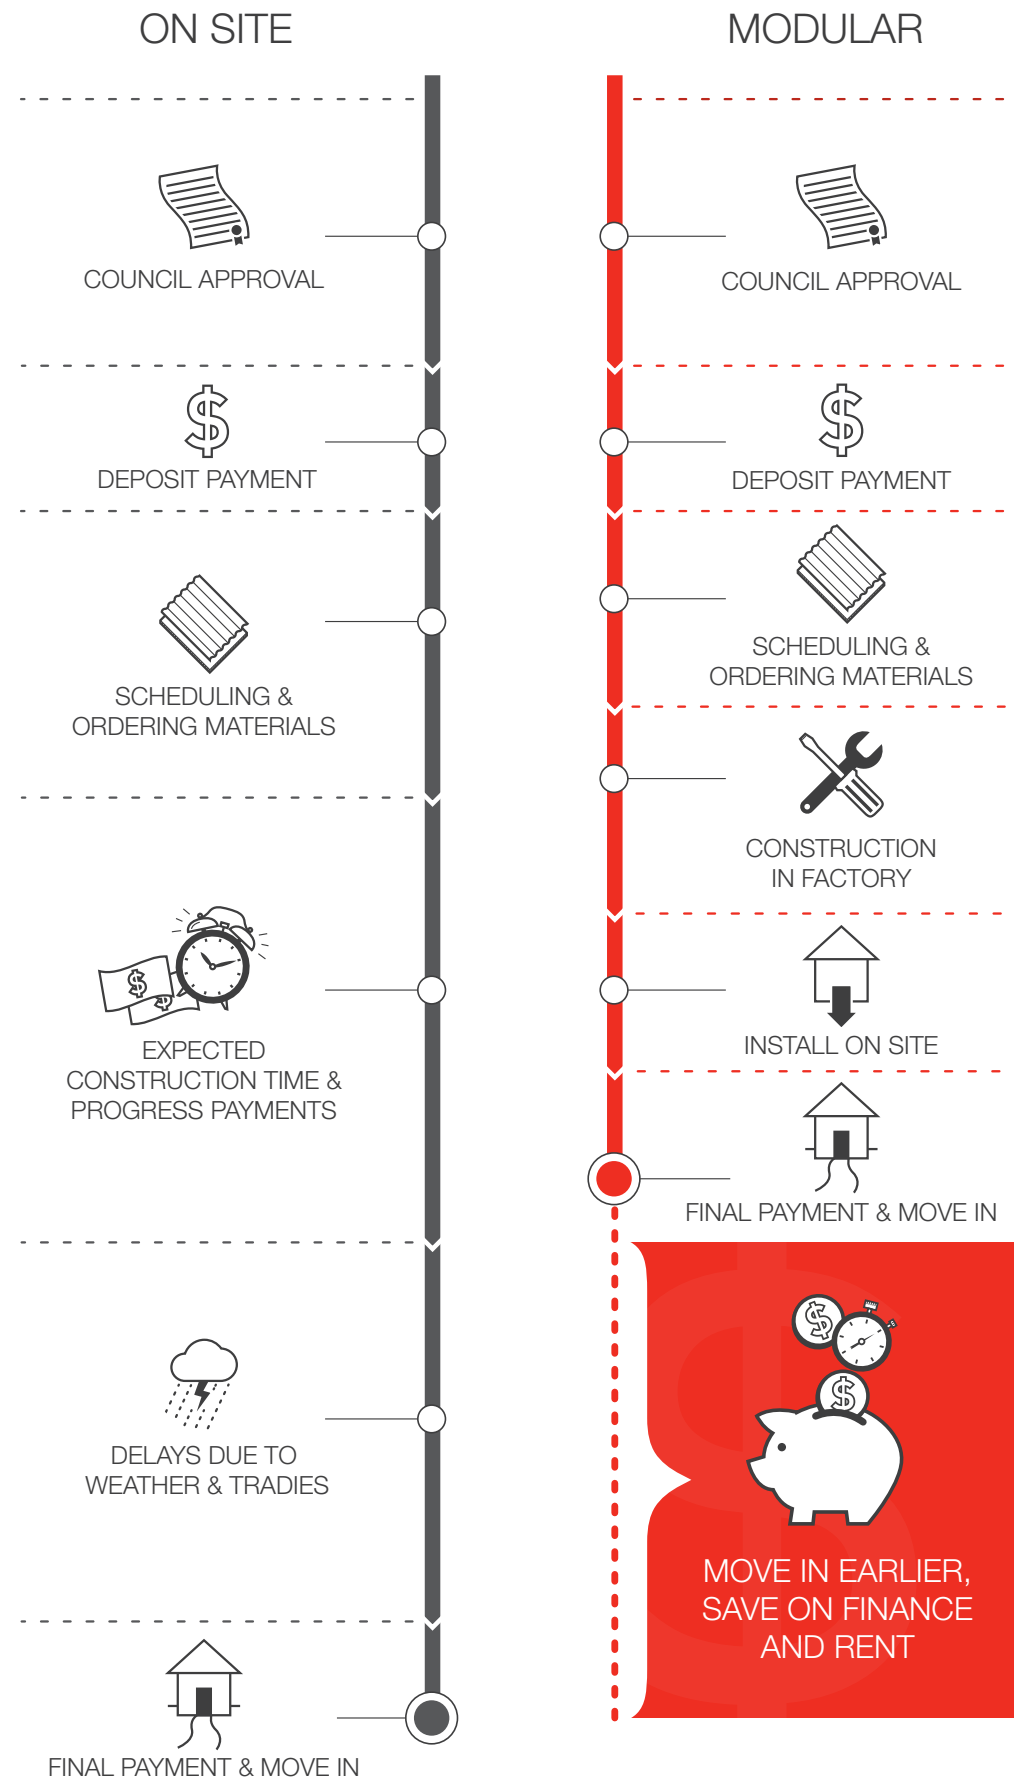 ON SITE
COUNCIL APPROVAL
$
DEPOSIT PAYMENT
SCHEDULING &
ORDERING MATERIALS
$
$
EXPECTED
CONSTRUCTION TIME &
PROGRESS PAYMENTS
DELAYS DUE TO
WEATHER & TRADIES
FINAL PAYMENT & MOVE IN
MODULAR
COUNCIL APPROVAL
$
DEPOSIT PAYMENT
SCHEDULING &
ORDERING MATERIALS
CONSTRUCTION
IN FACTORY
INSTALL ON SITE
FINAL PAYMENT & MOVE IN
$
$
MOVE IN EARLIER,
SAVE ON FINANCE
AND RENT